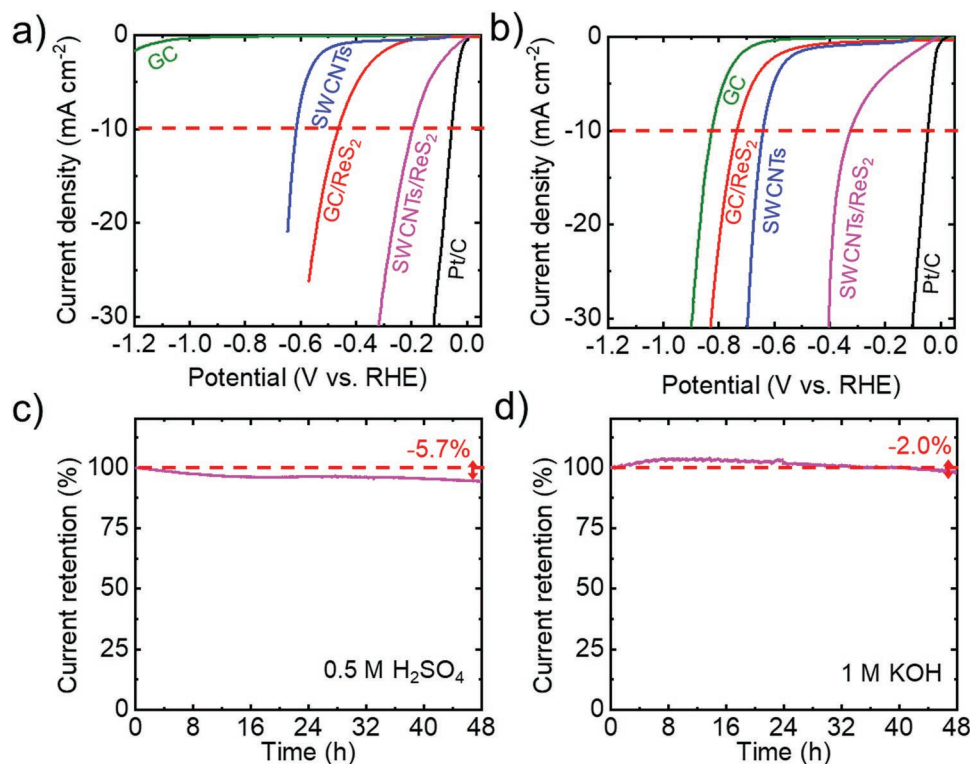 a)
0
-10
-20
-30
Current density (mA cm⁻²)
GC
SWCNTs
GC/ReS₂
SWCNTs/ReS₂
Pt/C
-1.2 -1.0 -0.8 -0.6 -0.4 -0.2 0.0
Potential (V vs. RHE)
b)
0
-10
-20
-30
Current density (mA cm⁻²)
GC
GC/ReS₂
SWCNTs
SWCNTs/ReS₂
Pt/C
-1.2 -1.0 -0.8 -0.6 -0.4 -0.2 0.0
Potential (V vs. RHE)
c)
100
75
50
25
0
Current retention (%)
-5.7%
0.5 M H₂SO₄
0 8 16 24 32 40 48
Time (h)
d)
100
75
50
25
0
Current retention (%)
-2.0%
1 M KOH
0 8 16 24 32 40 48
Time (h)